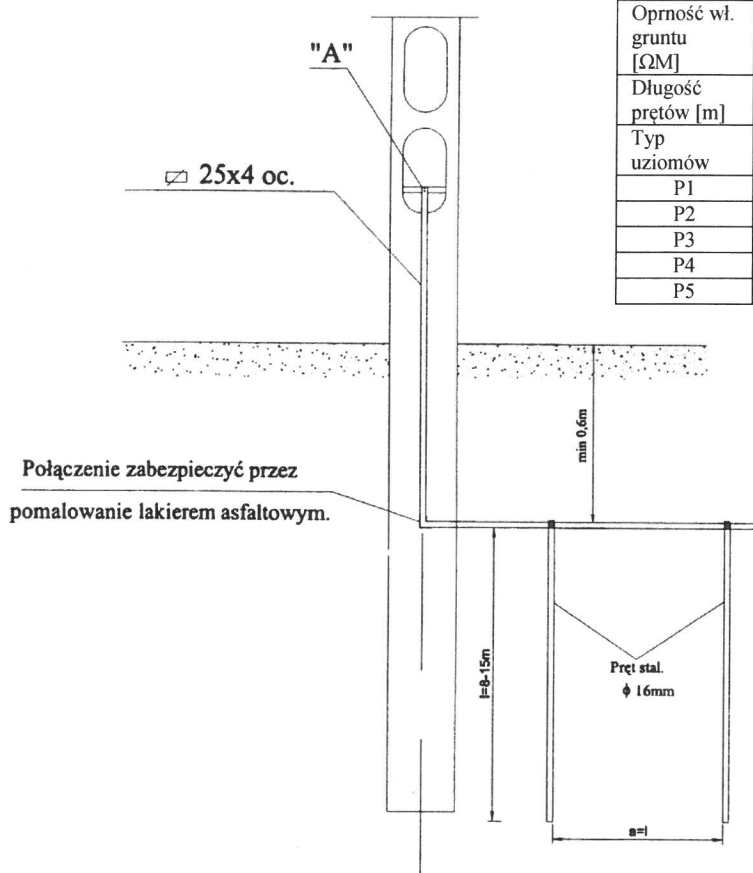 Oprność wł.
gruntu
[ΩM]
Długość
prętów [m]
Typ
uziomów
P1
P2
P3
P4
P5
"A"
25x4 oc.
min 0,6m
Połączenie zabezpieczyć przez
pomalowanie lakierem asfaltowym.
l=8-15m
Pręt stal.
ϕ 16mm
a=l